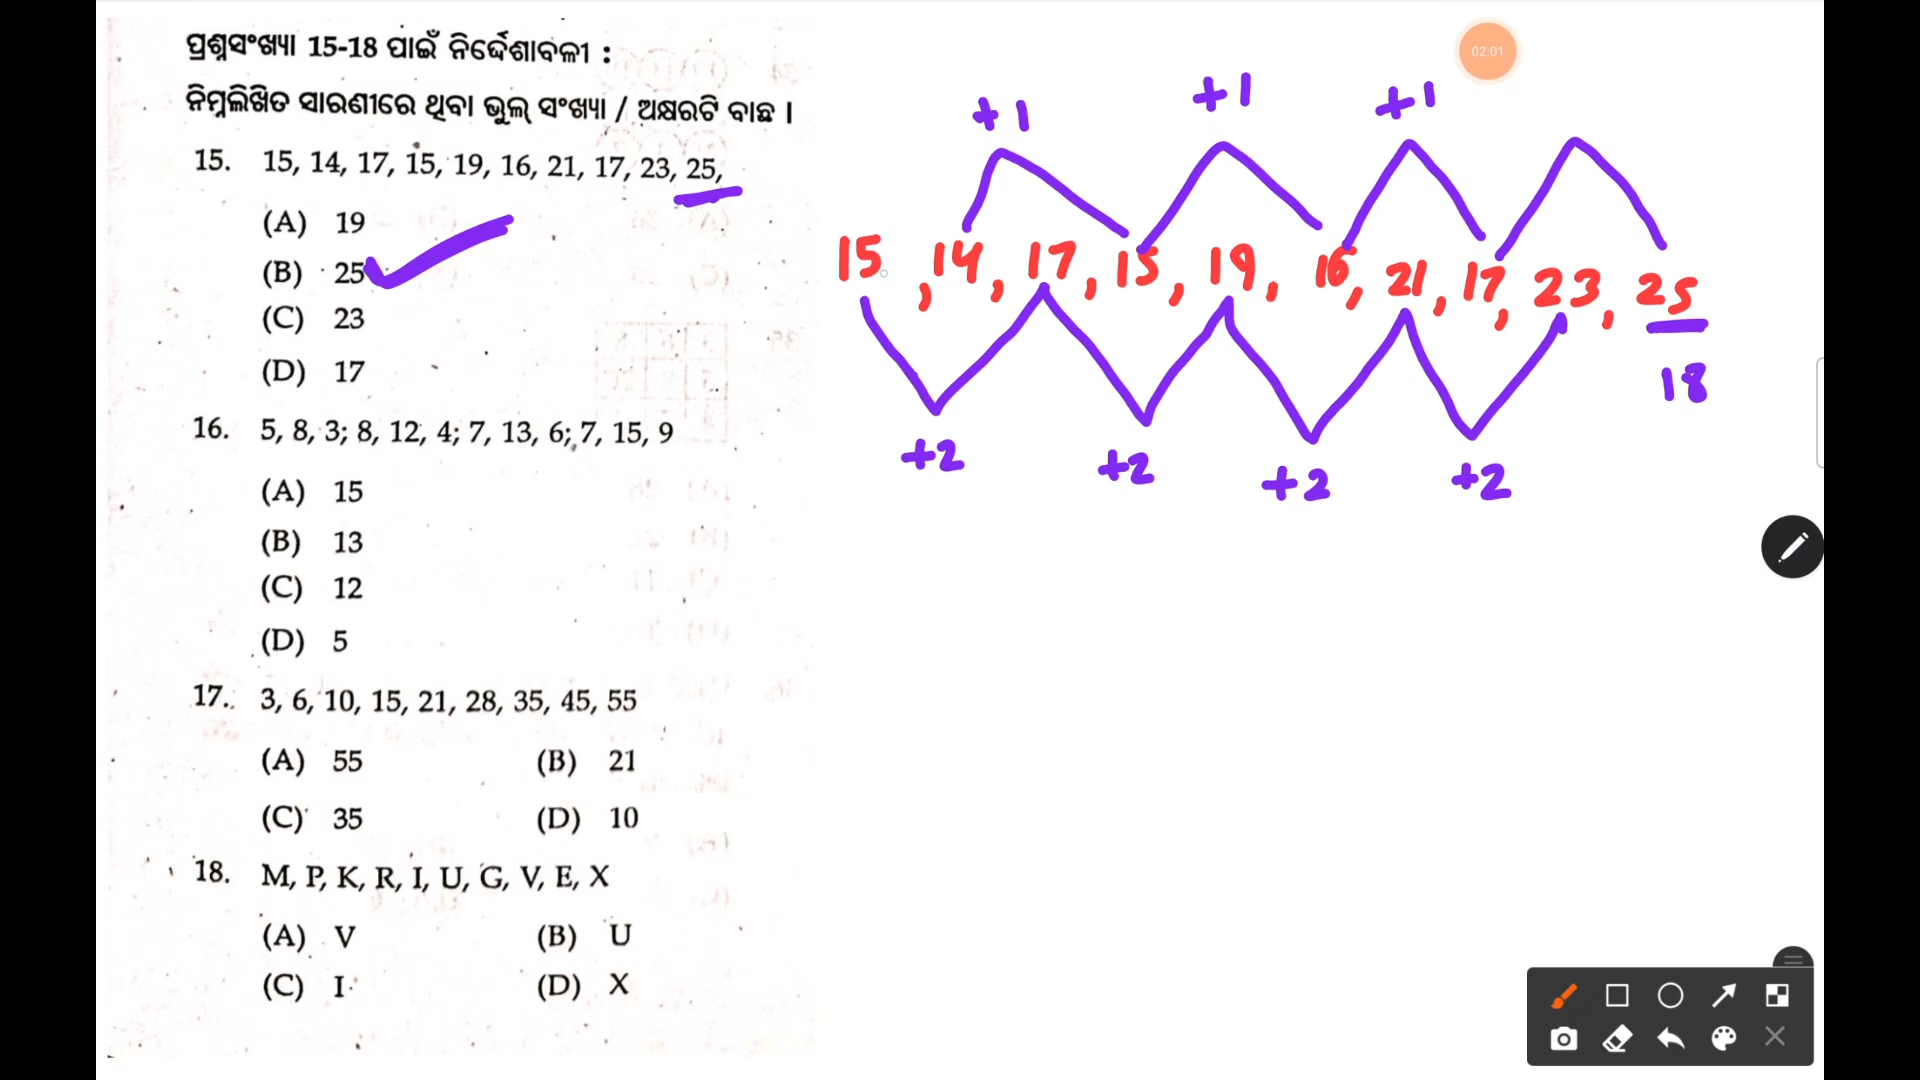 ପ୍ରଶ୍ନସଂଖ୍ୟା 15-18 ପାଇଁ ନିର୍ଦ୍ଦେଶାବଳୀ :
ନିମ୍ନଲିଖିତ ସାରଣୀରେ ଥିବା ଭୁଲ୍ ସଂଖ୍ୟା / ଅକ୍ଷରଟି ବାଛ ।
15. 15, 14, 17, 15, 19, 16, 21, 17, 23, 25,
(A) 19
(B) 25
(C) 23
(D) 17
16. 5, 8, 3; 8, 12, 4; 7, 13, 6; 7, 15, 9
(A) 15
(B) 13
(C) 12
(D) 5
17. 3, 6, 10, 15, 21, 28, 35, 45, 55
(A) 55 (B) 21
(C) 35 (D) 10
18. M, P, K, R, I, U, G, V, E, X
(A) V (B) U
(C) I (D) X
02:01
+1 +1 +1
15, 14, 17, 15, 19, 16, 21, 17, 23, 25
18
+2 +2 +2 +2